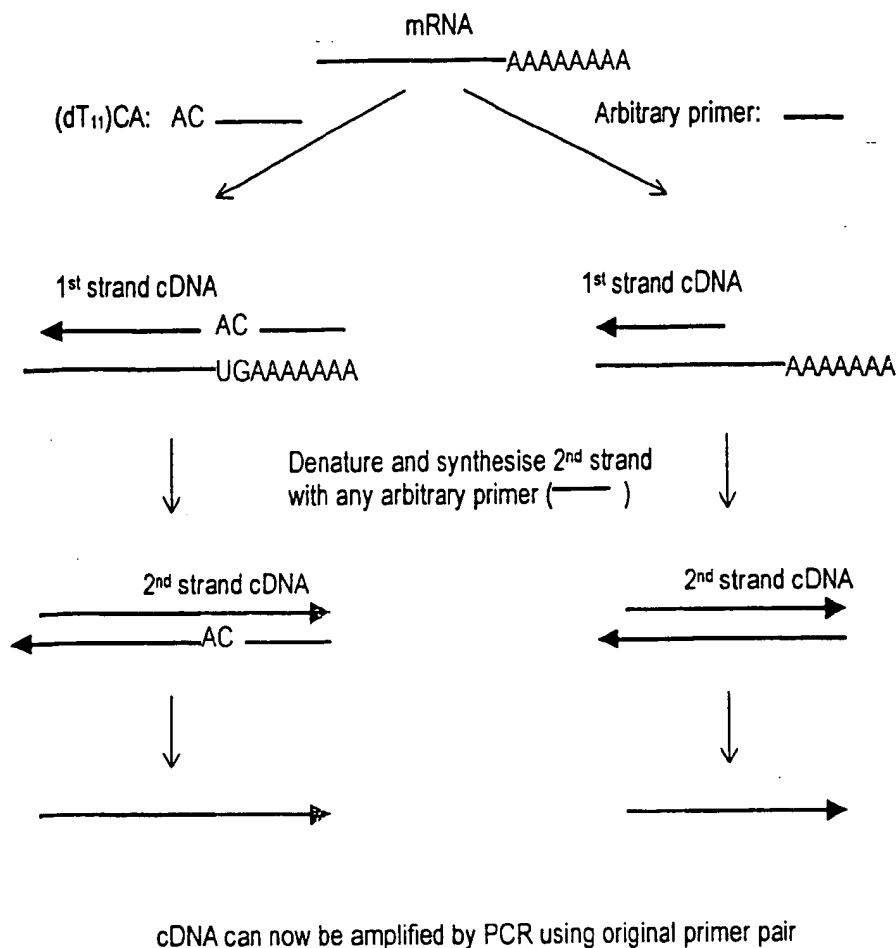 mRNA
AAAAAAAA
(dT11)CA: AC
Arbitrary primer:
1st strand cDNA
AC
UGAAAAAAA
1st strand cDNA
AAAAAAA
Denature and synthesise 2nd strand
with any arbitrary primer ( )
2nd strand cDNA
AC
2nd strand cDNA
cDNA can now be amplified by PCR using original primer pair